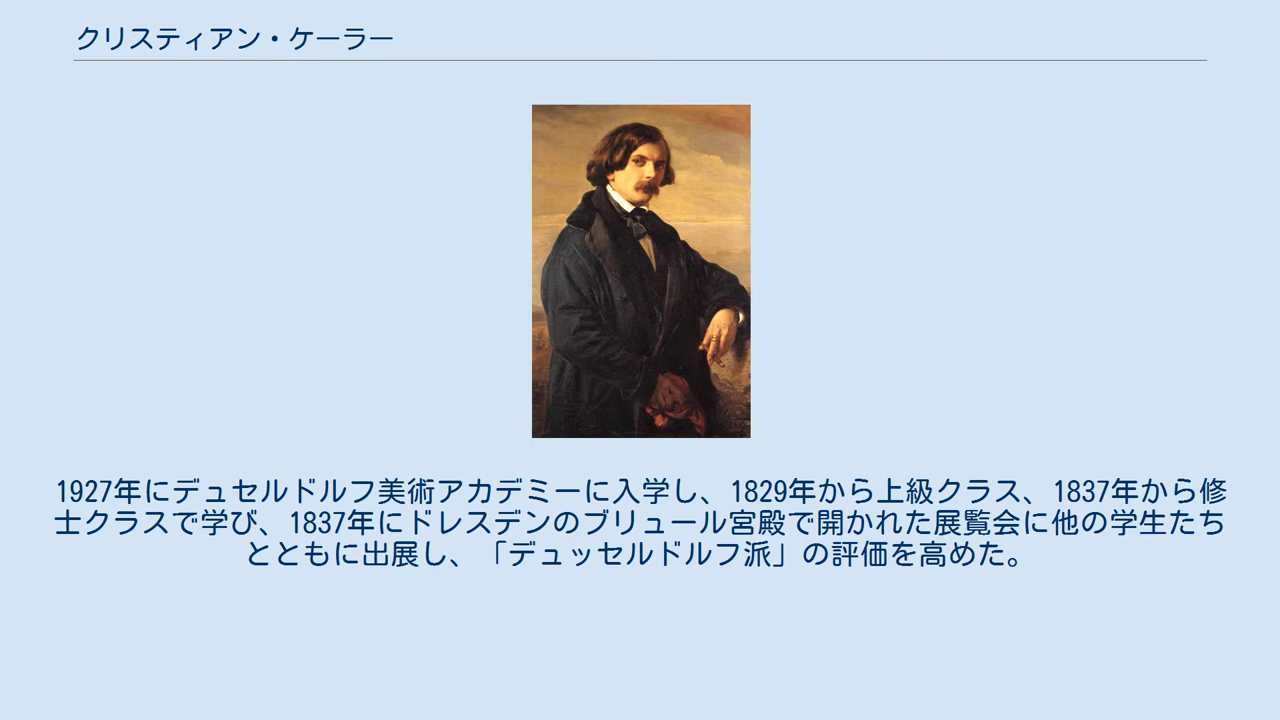 クリスティアン・ケーラー
1927年にデュセルドルフ美術アカデミーに入学し、1829年から上級クラス、1837年から修
士クラスで学び、1837年にドレスデンのブリュール宮殿で開かれた展覧会に他の学生たち
とともに出展し、「デュッセルドルフ派」の評価を高めた。